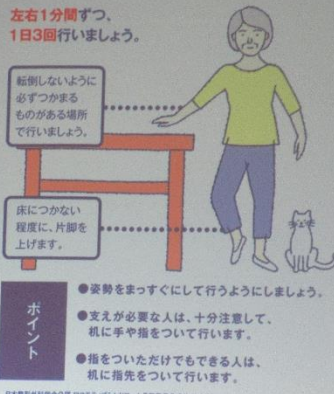 左右1分間ずつ、
1日3回行いましょう。
転倒しないように
必ずつかまる
ものがある場所
で行いましょう。
床につかない
程度に、片脚を
上げます。
ポイント
●姿勢をまっすぐにして行うようにしましょう。
●支えが必要な人は、十分注意して、
机に手や指をついて行います。
●指をついただけでもできる人は、
机に指先をついて行います。